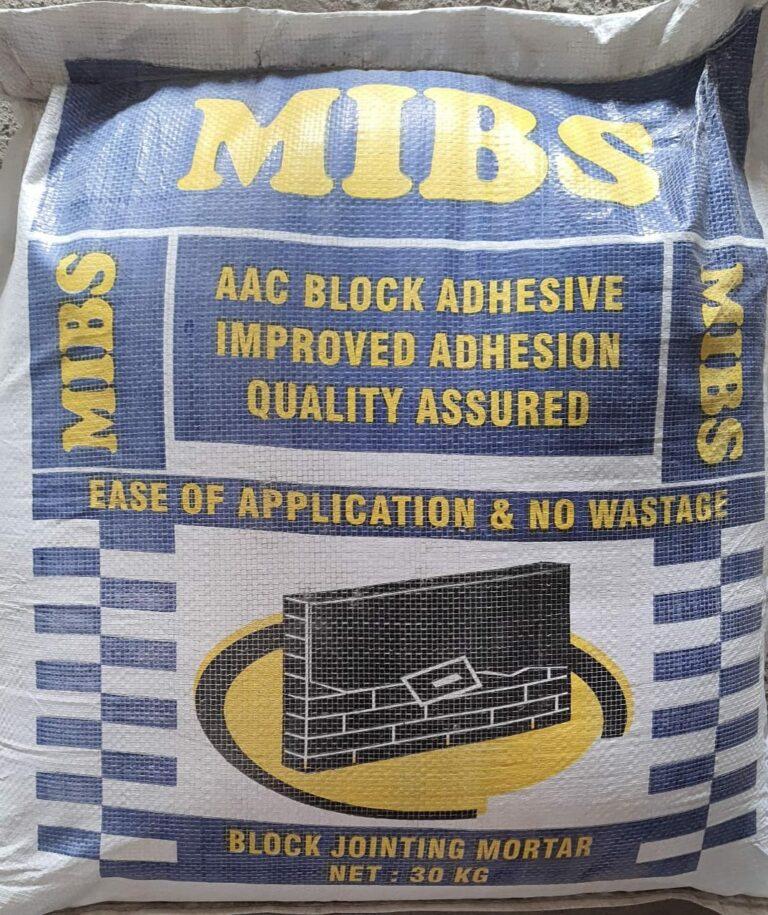 MIBS
MIBS
AAC BLOCK ADHESIVE
IMPROVED ADHESION
QUALITY ASSURED
MIBS
EASE OF APPLICATION & NO WASTAGE
BLOCK JOINTING MORTAR
NET : 30 KG